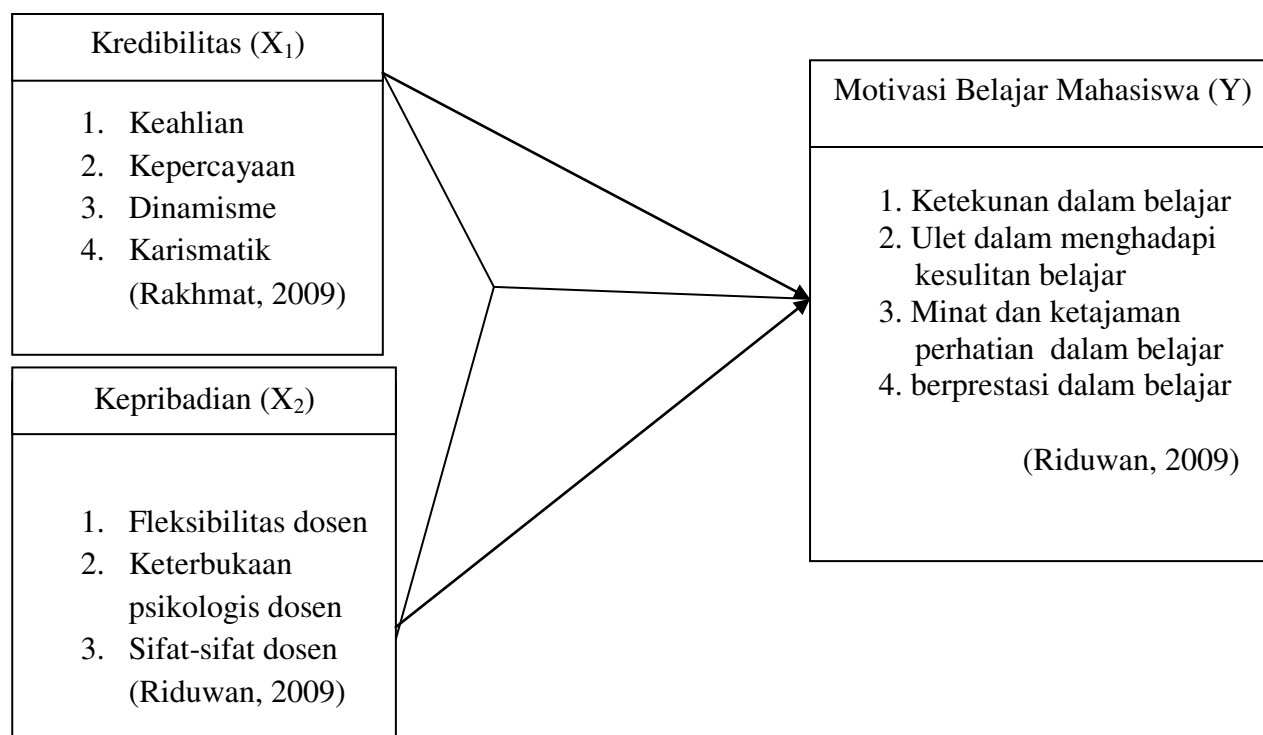 Kredibilitas (X₁)
1. Keahlian
2. Kepercayaan
3. Dinamisme
4. Karismatik
(Rakhmat, 2009)
Kepribadian (X₂)
1. Fleksibilitas dosen
2. Keterbukaan
psikologis dosen
3. Sifat-sifat dosen
(Riduwan, 2009)
Motivasi Belajar Mahasiswa (Y)
1. Ketekunan dalam belajar
2. Ulet dalam menghadapi
kesulitan belajar
3. Minat dan ketajaman
perhatian dalam belajar
4. berprestasi dalam belajar
(Riduwan, 2009)